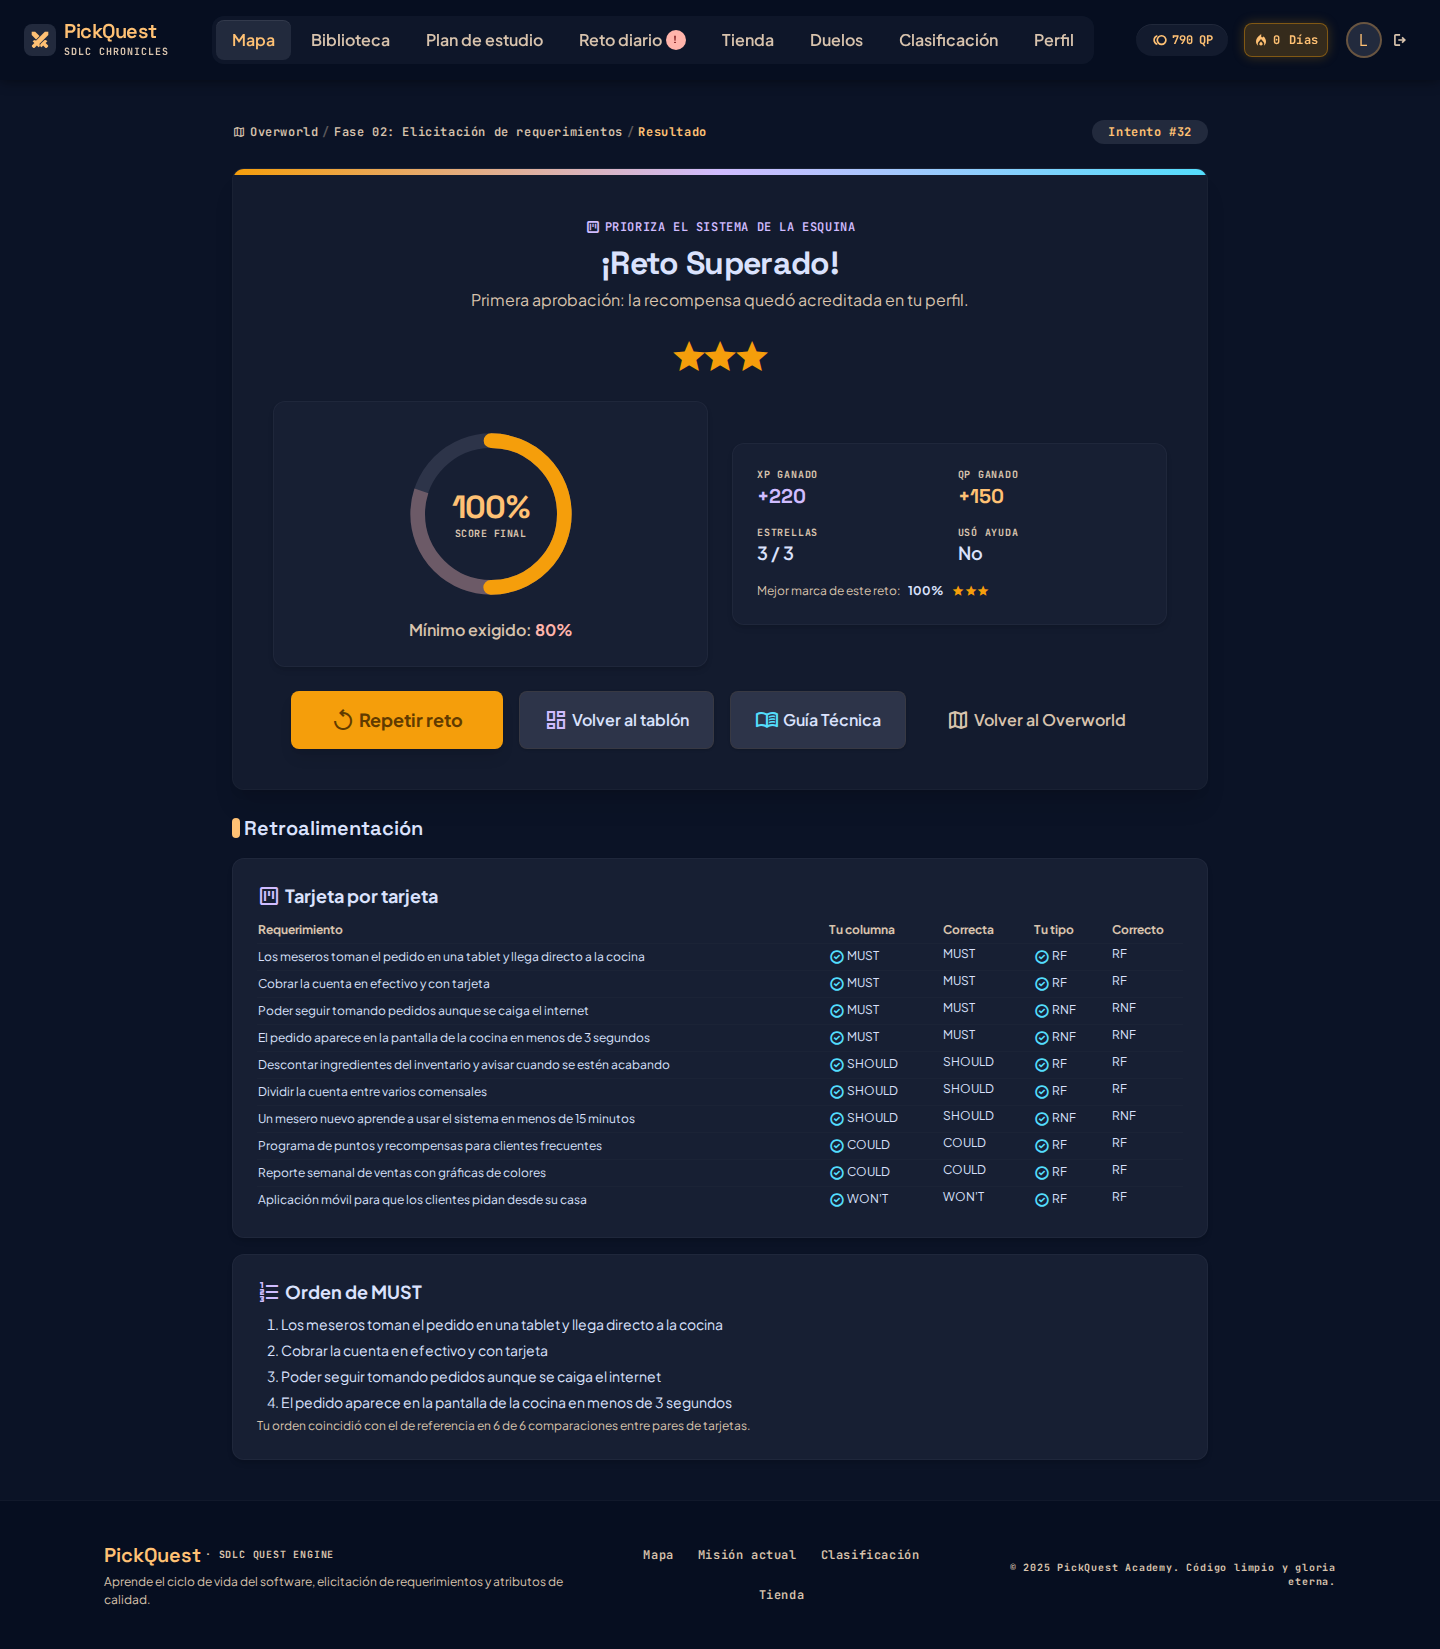 PickQuest
SDLC CHRONICLES
Mapa Biblioteca Plan de estudio Reto diario ! Tienda Duelos Clasificación Perfil
790 QP
0 Días
L
Overworld / Fase 02: Elicitación de requerimientos / Resultado
Intento #32
PRIORIZA EL SISTEMA DE LA ESQUINA
¡Reto Superado!
Primera aprobación: la recompensa quedó acreditada en tu perfil.
100%
SCORE FINAL
Mínimo exigido: 80%
XP GANADO QP GANADO
+220 +150
ESTRELLAS USÓ AYUDA
3 / 3 No
Mejor marca de este reto: 100%
Repetir reto Volver al tablón Guía Técnica Volver al Overworld
Retroalimentación
Tarjeta por tarjeta
Requerimiento Tu columna Correcta Tu tipo Correcto
Los meseros toman el pedido en una tablet y llega directo a la cocina MUST MUST RF RF
Cobrar la cuenta en efectivo y con tarjeta MUST MUST RF RF
Poder seguir tomando pedidos aunque se caiga el internet MUST MUST RNF RNF
El pedido aparece en la pantalla de la cocina en menos de 3 segundos MUST MUST RNF RNF
Descontar ingredientes del inventario y avisar cuando se estén acabando SHOULD SHOULD RF RF
Dividir la cuenta entre varios comensales SHOULD SHOULD RF RF
Un mesero nuevo aprende a usar el sistema en menos de 15 minutos SHOULD SHOULD RNF RNF
Programa de puntos y recompensas para clientes frecuentes COULD COULD RF RF
Reporte semanal de ventas con gráficas de colores COULD COULD RF RF
Aplicación móvil para que los clientes pidan desde su casa WON'T WON'T RF RF
Orden de MUST
1. Los meseros toman el pedido en una tablet y llega directo a la cocina
2. Cobrar la cuenta en efectivo y con tarjeta
3. Poder seguir tomando pedidos aunque se caiga el internet
4. El pedido aparece en la pantalla de la cocina en menos de 3 segundos
Tu orden coincidió con el de referencia en 6 de 6 comparaciones entre pares de tarjetas.
PickQuest · SDLC QUEST ENGINE
Aprende el ciclo de vida del software, elicitación de requerimientos y atributos de
calidad.
Mapa Misión actual Clasificación
Tienda
© 2025 PickQuest Academy. Código limpio y gloria
eterna.